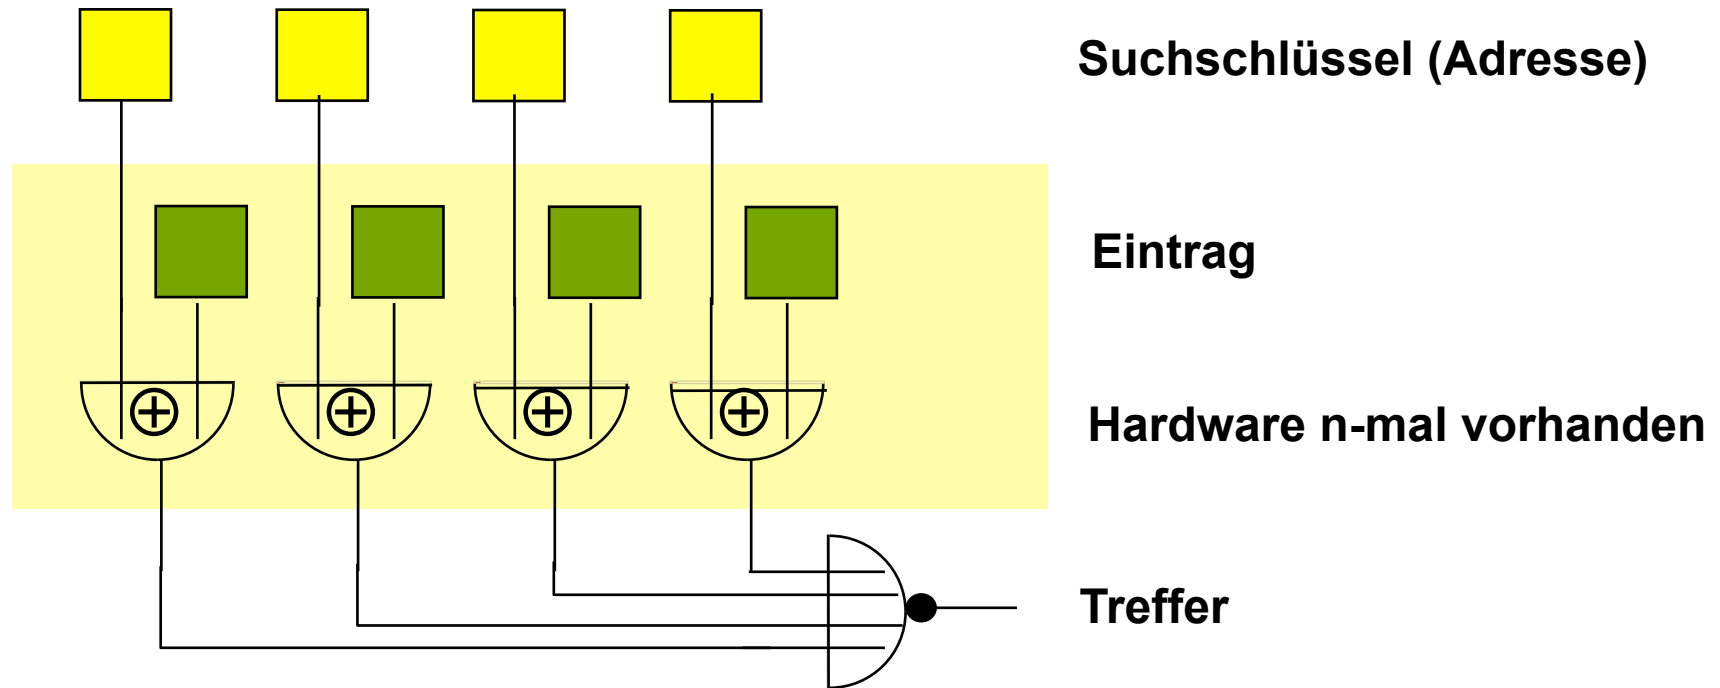 Suchschlüssel (Adresse)
Eintrag
Hardware n-mal vorhanden
Treffer